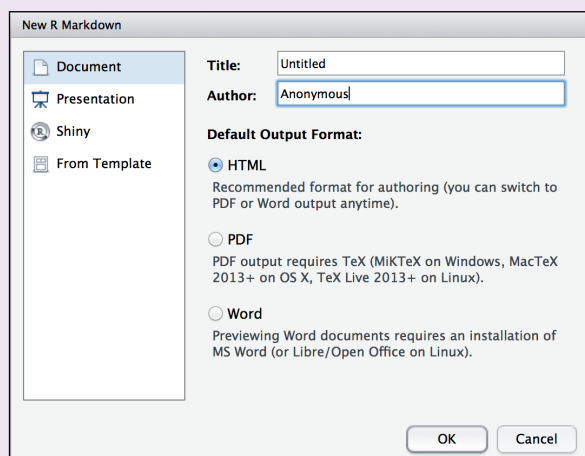 New R Markdown
Document
Presentation
R Shiny
From Template
Title: Untitled
Author: Anonymous
Default Output Format:
HTML
Recommended format for authoring (you can switch to
PDF or Word output anytime).
PDF
PDF output requires TeX (MiKTeX on Windows, MacTeX
2013+ on OS X, TeX Live 2013+ on Linux).
Word
Previewing Word documents requires an installation of
MS Word (or Libre/Open Office on Linux).
OK Cancel